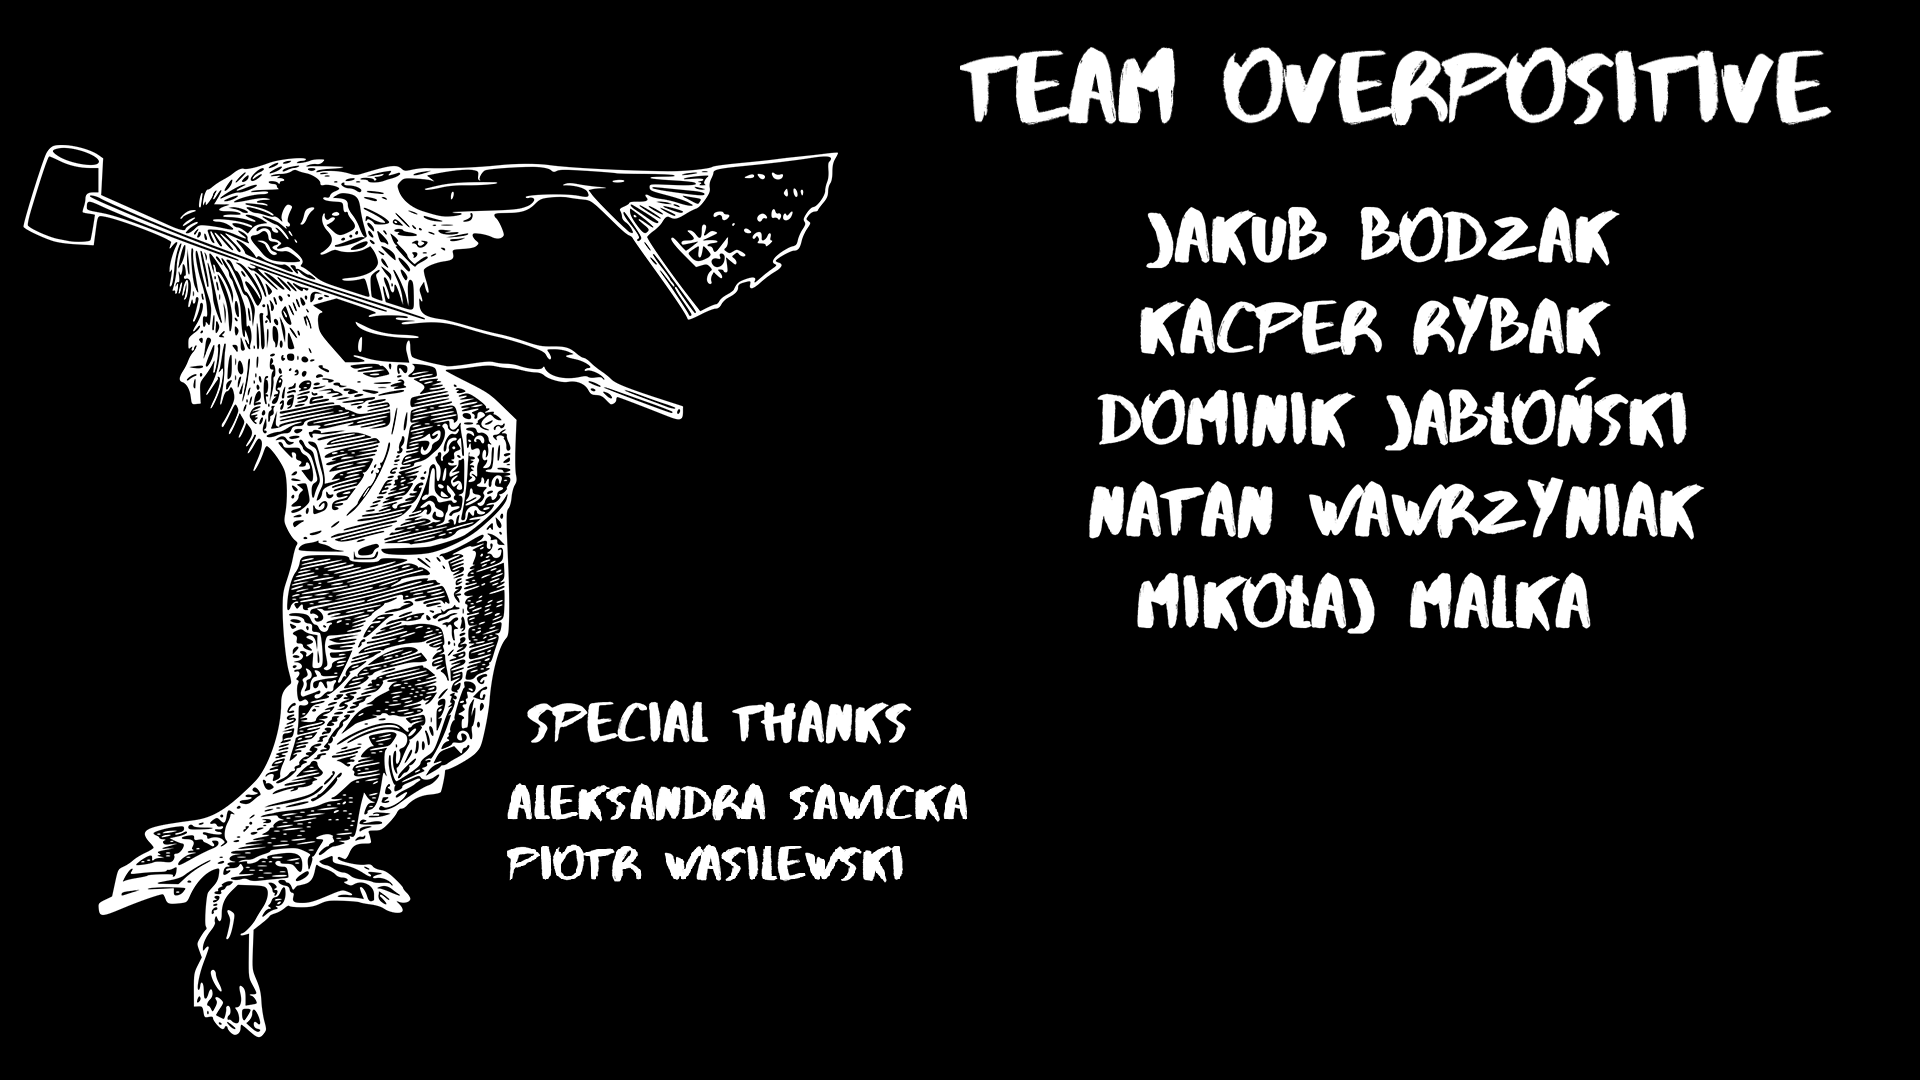 TEAM OVERPOSITIVE
JAKUB BODZAK
KACPER RYBAK
DOMINIK JABŁOŃSKI
NATAN WAWRZYNIAK
MIKOŁAJ MALKA
SPECIAL THANKS
ALEKSANDRA SAWICKA
PIOTR WASILEWSKI